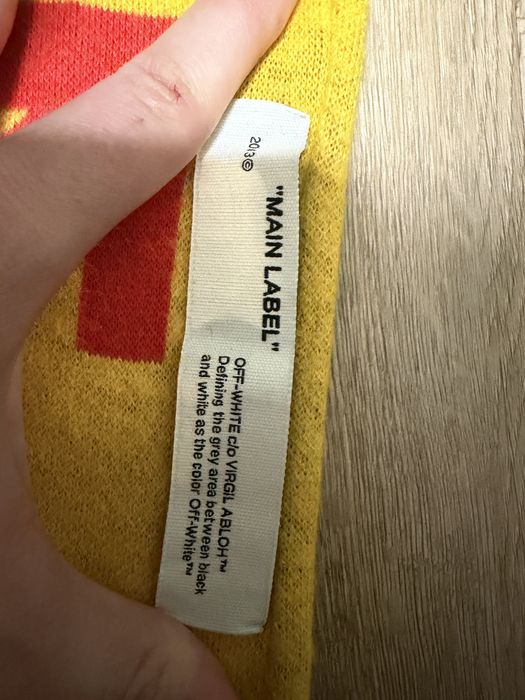 2013©
"MAIN LABEL"
OFF-WHITE c/o VIRGIL ABLOH™
Defining the grey area between black
and white as the color Off-White™